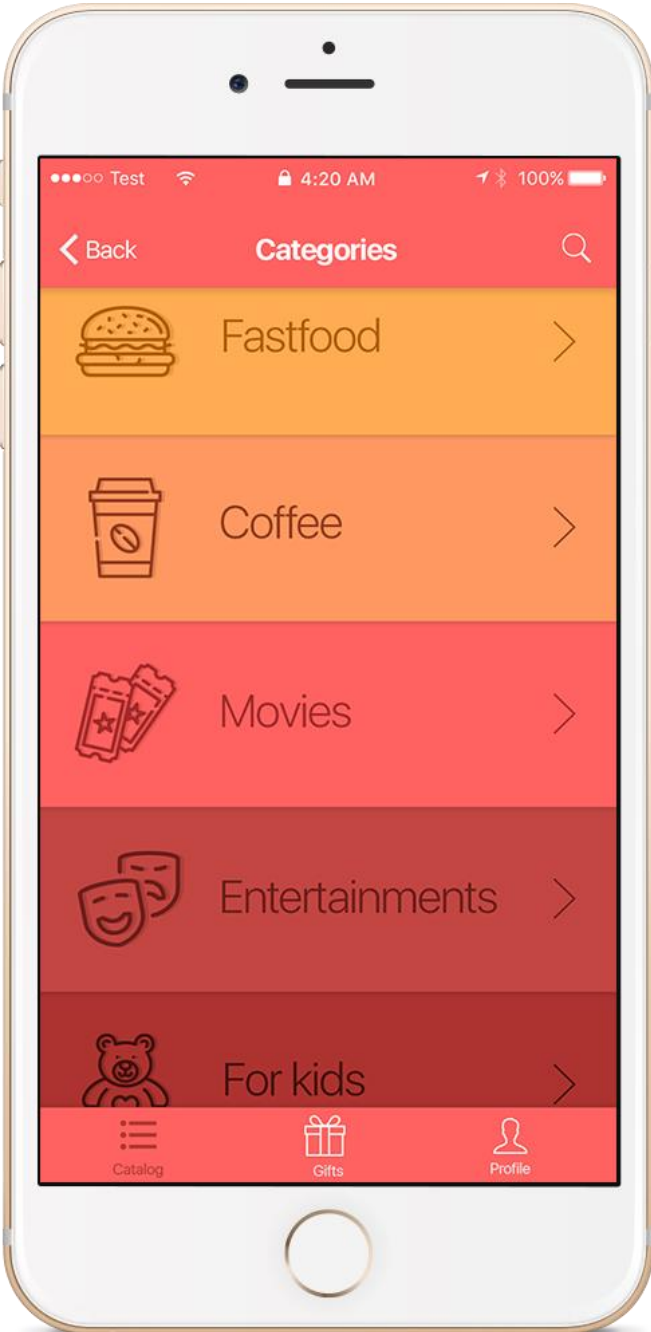 Test 4:20 AM 100%
Back Categories
Fastfood
Coffee
Movies
Entertainments
For kids
Catalog Gifts Profile